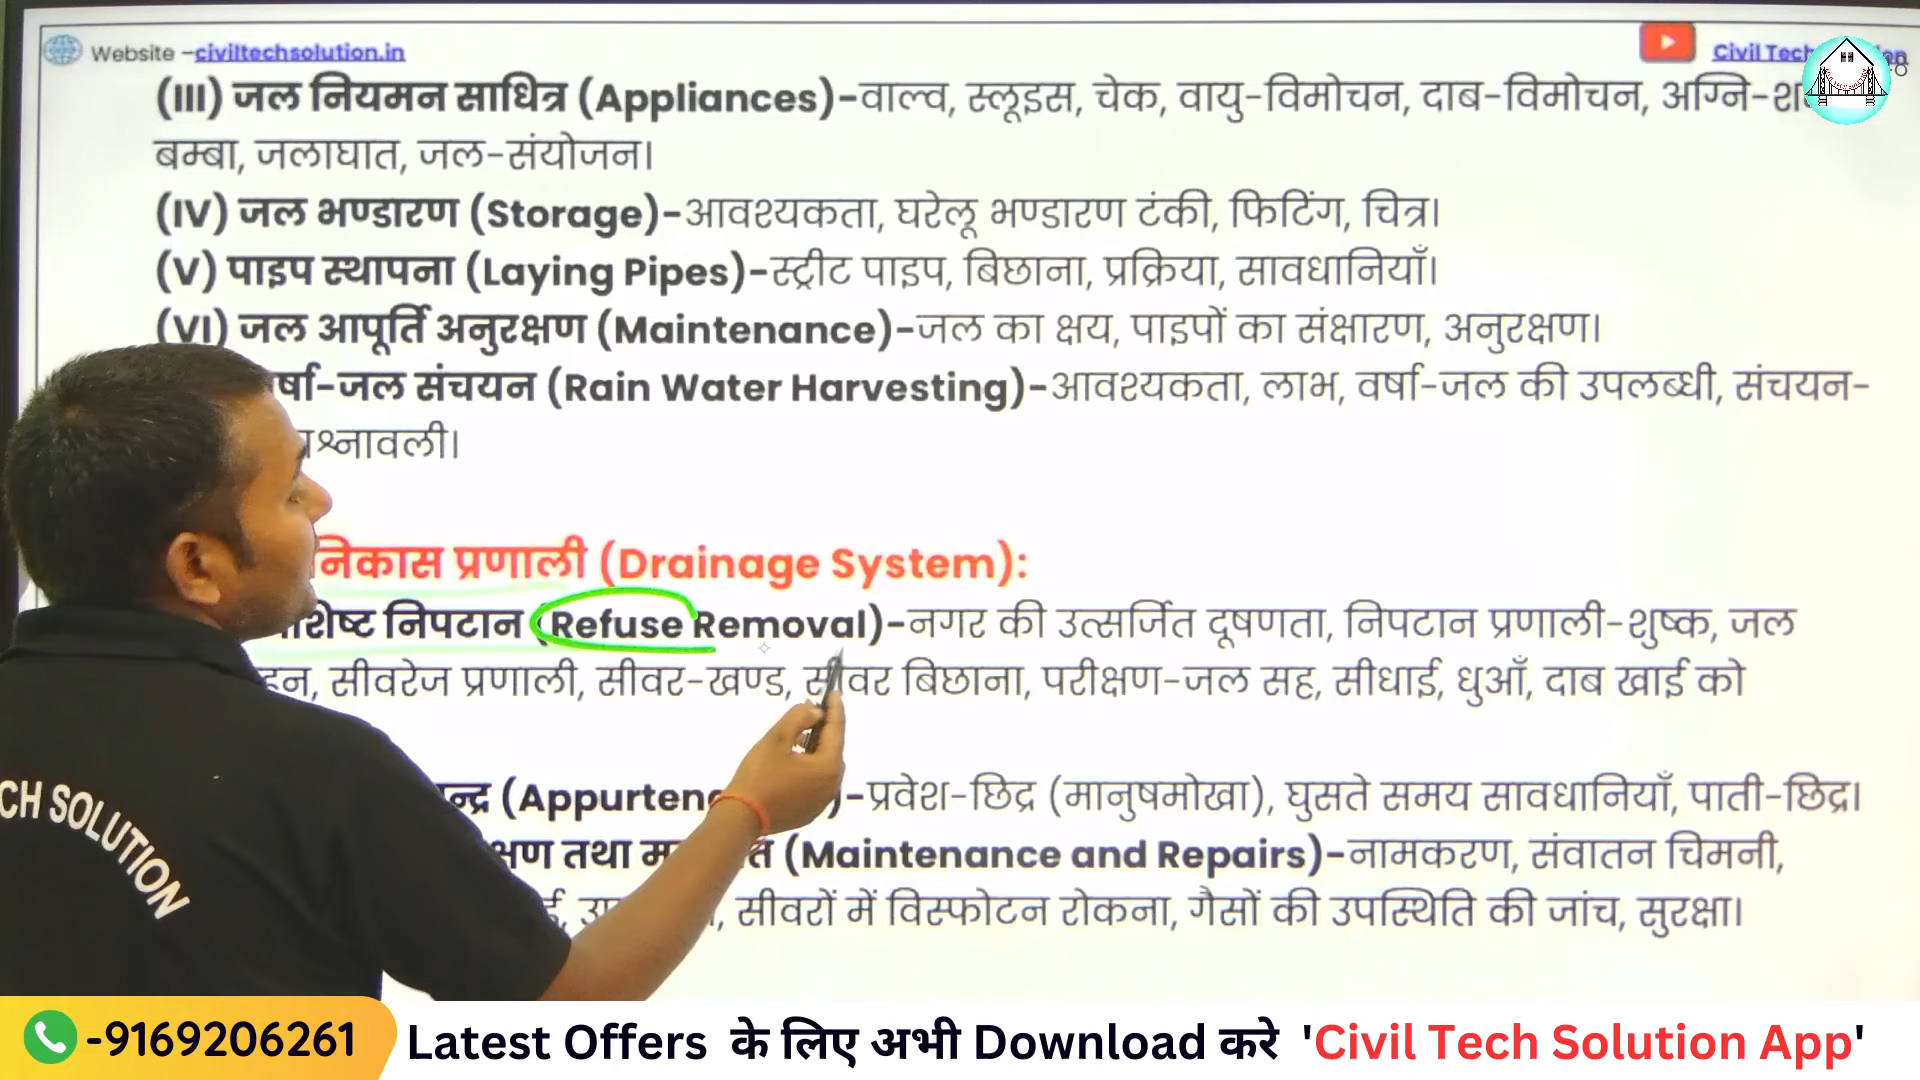 Website -civiltechsolution.in
(III) जल नियमन साधित्र (Appliances)-वाल्व, स्लूइस, चेक, वायु-विमोचन, दाब-विमोचन, अग्नि-
बम्बा, जलाघात, जल-संयोजन।
(IV) जल भण्डारण (Storage)-आवश्यकता, घरेलू भण्डारण टंकी, फिटिंग, चित्र।
(V) पाइप स्थापना (Laying Pipes)-स्ट्रीट पाइप, बिछाना, प्रक्रिया, सावधानियाँ।
(VI) जल आपूर्ति अनुरक्षण (Maintenance)-जल का क्षय, पाइपों का संक्षारण, अनुरक्षण।
र्षा-जल संचयन (Rain Water Harvesting)-आवश्यकता, लाभ, वर्षा-जल की उपलब्धी, संचयन-
श्नावली।
निकास प्रणाली (Drainage System):
शिष्ट निपटान (Refuse Removal)-नगर की उत्सर्जित दूषणता, निपटान प्रणाली-शुष्क, जल
हन, सीवरेज प्रणाली, सीवर-खण्ड, सीवर बिछाना, परीक्षण-जल सह, सीधाई, धुआँ, दाब खाई को
न्द्र (Appurten )-प्रवेश-छिद्र (मानुषमोखा), घुसते समय सावधानियाँ, पाती-छिद्र।
क्षण तथा (Maintenance and Repairs)-नामकरण, संवातन चिमनी,
सीवरों में विस्फोटन रोकना, गैसों की उपस्थिति की जांच, सुरक्षा।
CH SOLUTION
-9169206261 Latest Offers के लिए अभी Download करे 'Civil Tech Solution App'